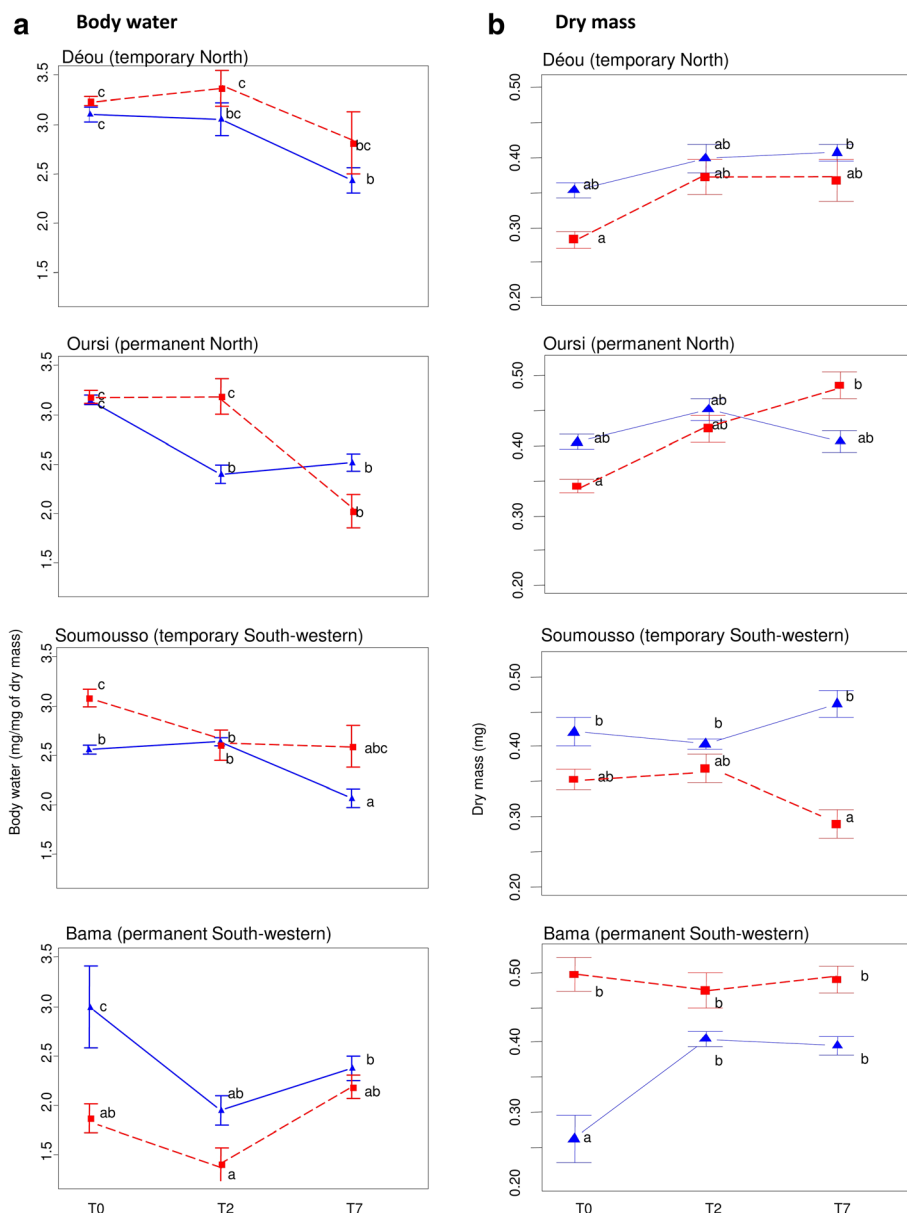 a Body water
b Dry mass
Déou (temporary North)
3.5
3.0
2.5
2.0
1.5
c
c
c
bc
bc
b
Déou (temporary North)
0.50
0.40
0.30
0.20
ab
a
ab
ab
b
ab
Oursi (permanent North)
3.5
3.0
2.5
2.0
1.5
c
c
c
b
b
b
Oursi (permanent North)
0.50
0.40
0.30
0.20
ab
a
ab
ab
b
ab
Soumousso (temporary South-western)
3.5
3.0
2.5
2.0
1.5
c
b
b
b
abc
a
Body water (mg/mg of dry mass)
Soumousso (temporary South-western)
0.50
0.40
0.30
0.20
b
ab
b
ab
b
a
Dry mass (mg)
Bama (permanent South-western)
3.5
3.0
2.5
2.0
1.5
c
ab
ab
a
b
ab
T0 T2 T7
Bama (permanent South-western)
0.50
0.40
0.30
0.20
b
a
b
b
b
b
T0 T2 T7